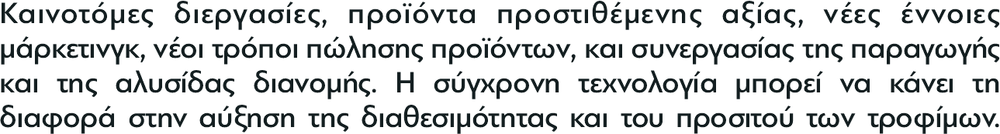 Καινοτόμες διεργασίες, προϊόντα προστιθέμενης αξίας, νέες έννοιες
μάρκετινγκ, νέοι τρόποι πώλησης προϊόντων, και συνεργασίας της παραγωγής
και της αλυσίδας διανομής. Η σύγχρονη τεχνολογία μπορεί να κάνει τη
διαφορά στην αύξηση της διαθεσιμότητας και του προσιτού των τροφίμων.